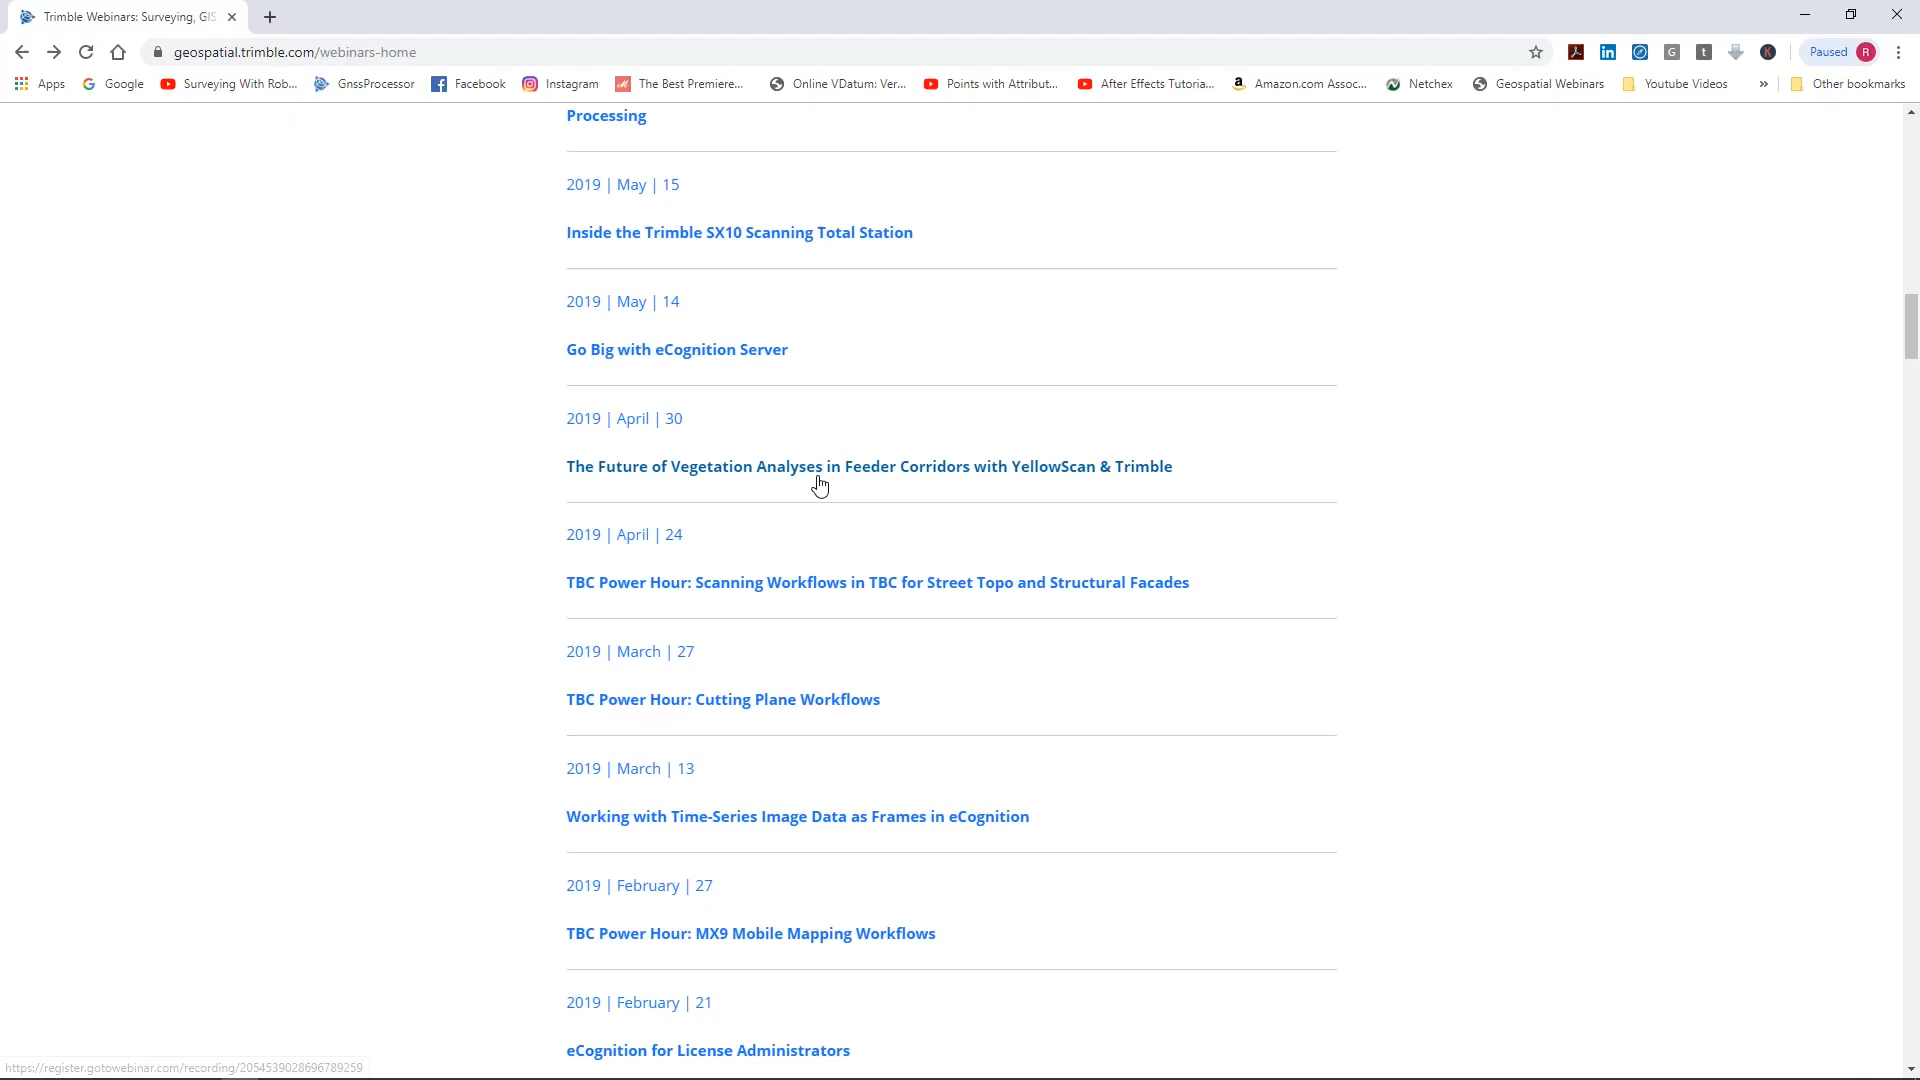 Trimble Webinars: Surveying, GIS
geospatial.trimble.com/webinars-home
G
t
K
Paused
R
Apps
Google
Surveying With Rob...
GnssProcessor
Facebook
Instagram
The Best Premiere...
Online VDatum: Ver...
Points with Attribut...
After Effects Tutoria...
Amazon.com Assoc...
Netchex
Geospatial Webinars
Youtube Videos
»
Other bookmarks
Processing
2019 | May | 15
Inside the Trimble SX10 Scanning Total Station
2019 | May | 14
Go Big with eCognition Server
2019 | April | 30
The Future of Vegetation Analyses in Feeder Corridors with YellowScan & Trimble
2019 | April | 24
TBC Power Hour: Scanning Workflows in TBC for Street Topo and Structural Facades
2019 | March | 27
TBC Power Hour: Cutting Plane Workflows
2019 | March | 13
Working with Time-Series Image Data as Frames in eCognition
2019 | February | 27
TBC Power Hour: MX9 Mobile Mapping Workflows
2019 | February | 21
eCognition for License Administrators
https://register.gotowebinar.com/recording/2054539028696789259